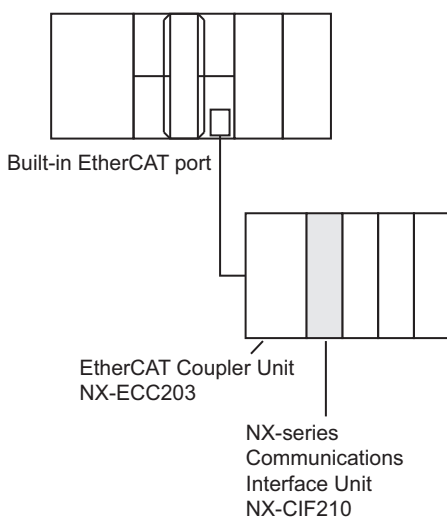 Built-in EtherCAT port
EtherCAT Coupler Unit
NX-ECC203
NX-series
Communications
Interface Unit
NX-CIF210